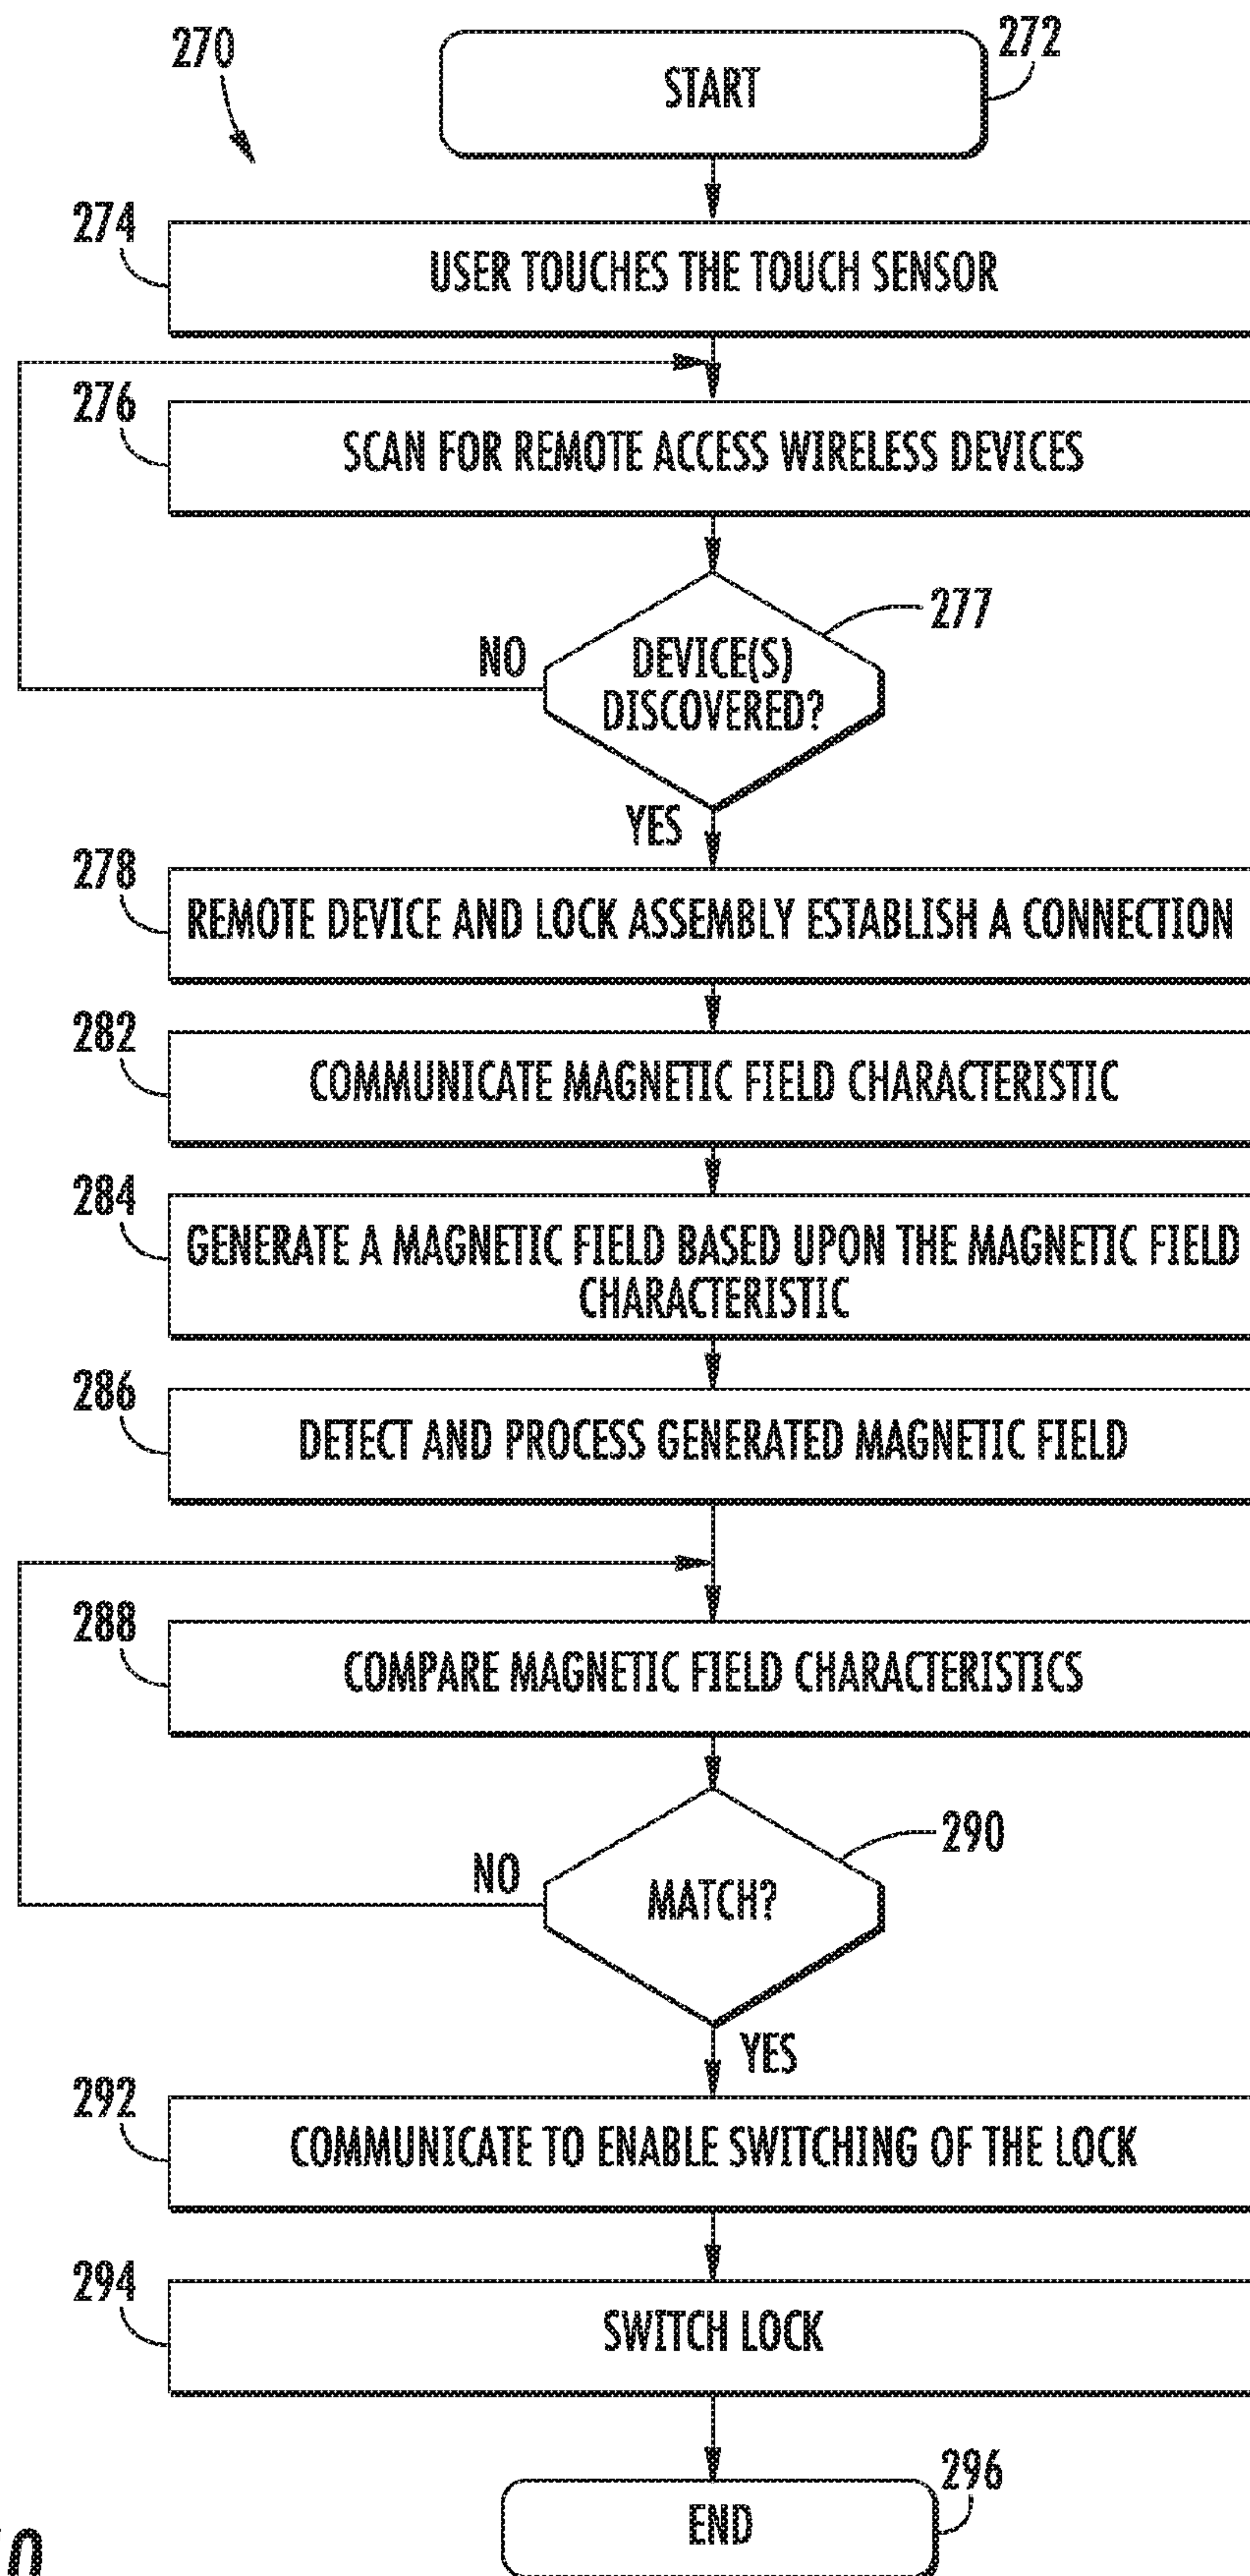 270
START
272
274
USER TOUCHES THE TOUCH SENSOR
276
SCAN FOR REMOTE ACCESS WIRELESS DEVICES
277
NO
DEVICE(S)
DISCOVERED?
YES
278
REMOTE DEVICE AND LOCK ASSEMBLY ESTABLISH A CONNECTION
282
COMMUNICATE MAGNETIC FIELD CHARACTERISTIC
284
GENERATE A MAGNETIC FIELD BASED UPON THE MAGNETIC FIELD
CHARACTERISTIC
286
DETECT AND PROCESS GENERATED MAGNETIC FIELD
288
COMPARE MAGNETIC FIELD CHARACTERISTICS
290
NO
MATCH?
YES
292
COMMUNICATE TO ENABLE SWITCHING OF THE LOCK
294
SWITCH LOCK
296
END